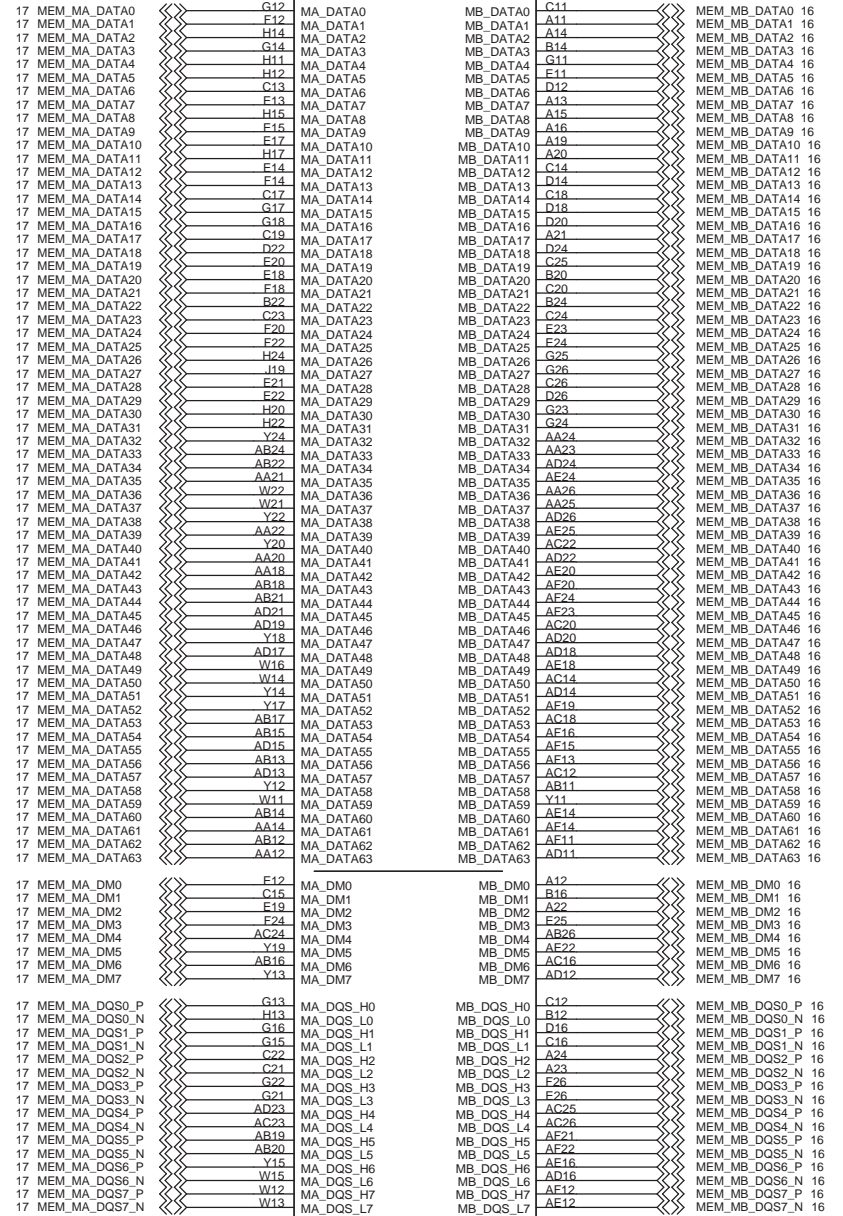 17 MEM_MA_DATA0 G12 MA_DATA0 MB_DATA0 C11 MEM_MB_DATA0 16
17 MEM_MA_DATA1 F12 MA_DATA1 MB_DATA1 A11 MEM_MB_DATA1 16
17 MEM_MA_DATA2 H14 MA_DATA2 MB_DATA2 A14 MEM_MB_DATA2 16
17 MEM_MA_DATA3 G14 MA_DATA3 MB_DATA3 B14 MEM_MB_DATA3 16
17 MEM_MA_DATA4 H11 MA_DATA4 MB_DATA4 G11 MEM_MB_DATA4 16
17 MEM_MA_DATA5 H12 MA_DATA5 MB_DATA5 E11 MEM_MB_DATA5 16
17 MEM_MA_DATA6 C13 MA_DATA6 MB_DATA6 D12 MEM_MB_DATA6 16
17 MEM_MA_DATA7 E13 MA_DATA7 MB_DATA7 A13 MEM_MB_DATA7 16
17 MEM_MA_DATA8 H15 MA_DATA8 MB_DATA8 A15 MEM_MB_DATA8 16
17 MEM_MA_DATA9 E15 MA_DATA9 MB_DATA9 A16 MEM_MB_DATA9 16
17 MEM_MA_DATA10 E17 MA_DATA10 MB_DATA10 A19 MEM_MB_DATA10 16
17 MEM_MA_DATA11 H17 MA_DATA11 MB_DATA11 A20 MEM_MB_DATA11 16
17 MEM_MA_DATA12 E14 MA_DATA12 MB_DATA12 C14 MEM_MB_DATA12 16
17 MEM_MA_DATA13 F14 MA_DATA13 MB_DATA13 D14 MEM_MB_DATA13 16
17 MEM_MA_DATA14 C17 MA_DATA14 MB_DATA14 C18 MEM_MB_DATA14 16
17 MEM_MA_DATA15 G17 MA_DATA15 MB_DATA15 D18 MEM_MB_DATA15 16
17 MEM_MA_DATA16 G18 MA_DATA16 MB_DATA16 D20 MEM_MB_DATA16 16
17 MEM_MA_DATA17 C19 MA_DATA17 MB_DATA17 A21 MEM_MB_DATA17 16
17 MEM_MA_DATA18 D22 MA_DATA18 MB_DATA18 D24 MEM_MB_DATA18 16
17 MEM_MA_DATA19 E20 MA_DATA19 MB_DATA19 C25 MEM_MB_DATA19 16
17 MEM_MA_DATA20 E18 MA_DATA20 MB_DATA20 B20 MEM_MB_DATA20 16
17 MEM_MA_DATA21 F18 MA_DATA21 MB_DATA21 C20 MEM_MB_DATA21 16
17 MEM_MA_DATA22 B22 MA_DATA22 MB_DATA22 B24 MEM_MB_DATA22 16
17 MEM_MA_DATA23 C23 MA_DATA23 MB_DATA23 C24 MEM_MB_DATA23 16
17 MEM_MA_DATA24 F20 MA_DATA24 MB_DATA24 E23 MEM_MB_DATA24 16
17 MEM_MA_DATA25 F22 MA_DATA25 MB_DATA25 E24 MEM_MB_DATA25 16
17 MEM_MA_DATA26 H24 MA_DATA26 MB_DATA26 G25 MEM_MB_DATA26 16
17 MEM_MA_DATA27 J19 MA_DATA27 MB_DATA27 G26 MEM_MB_DATA27 16
17 MEM_MA_DATA28 E21 MA_DATA28 MB_DATA28 C26 MEM_MB_DATA28 16
17 MEM_MA_DATA29 E22 MA_DATA29 MB_DATA29 D26 MEM_MB_DATA29 16
17 MEM_MA_DATA30 H20 MA_DATA30 MB_DATA30 G23 MEM_MB_DATA30 16
17 MEM_MA_DATA31 H22 MA_DATA31 MB_DATA31 G24 MEM_MB_DATA31 16
17 MEM_MA_DATA32 Y24 MA_DATA32 MB_DATA32 AA24 MEM_MB_DATA32 16
17 MEM_MA_DATA33 AB24 MA_DATA33 MB_DATA33 AA23 MEM_MB_DATA33 16
17 MEM_MA_DATA34 AB22 MA_DATA34 MB_DATA34 AD24 MEM_MB_DATA34 16
17 MEM_MA_DATA35 AA21 MA_DATA35 MB_DATA35 AE24 MEM_MB_DATA35 16
17 MEM_MA_DATA36 W22 MA_DATA36 MB_DATA36 AA26 MEM_MB_DATA36 16
17 MEM_MA_DATA37 W21 MA_DATA37 MB_DATA37 AA25 MEM_MB_DATA37 16
17 MEM_MA_DATA38 Y22 MA_DATA38 MB_DATA38 AD26 MEM_MB_DATA38 16
17 MEM_MA_DATA39 AA22 MA_DATA39 MB_DATA39 AE25 MEM_MB_DATA39 16
17 MEM_MA_DATA40 Y20 MA_DATA40 MB_DATA40 AC22 MEM_MB_DATA40 16
17 MEM_MA_DATA41 AA20 MA_DATA41 MB_DATA41 AD22 MEM_MB_DATA41 16
17 MEM_MA_DATA42 AA18 MA_DATA42 MB_DATA42 AE20 MEM_MB_DATA42 16
17 MEM_MA_DATA43 AB18 MA_DATA43 MB_DATA43 AF20 MEM_MB_DATA43 16
17 MEM_MA_DATA44 AB21 MA_DATA44 MB_DATA44 AF24 MEM_MB_DATA44 16
17 MEM_MA_DATA45 AD21 MA_DATA45 MB_DATA45 AF23 MEM_MB_DATA45 16
17 MEM_MA_DATA46 AD19 MA_DATA46 MB_DATA46 AC20 MEM_MB_DATA46 16
17 MEM_MA_DATA47 Y18 MA_DATA47 MB_DATA47 AD20 MEM_MB_DATA47 16
17 MEM_MA_DATA48 AD17 MA_DATA48 MB_DATA48 AD18 MEM_MB_DATA48 16
17 MEM_MA_DATA49 W16 MA_DATA49 MB_DATA49 AE18 MEM_MB_DATA49 16
17 MEM_MA_DATA50 W14 MA_DATA50 MB_DATA50 AC14 MEM_MB_DATA50 16
17 MEM_MA_DATA51 Y14 MA_DATA51 MB_DATA51 AD14 MEM_MB_DATA51 16
17 MEM_MA_DATA52 Y17 MA_DATA52 MB_DATA52 AF19 MEM_MB_DATA52 16
17 MEM_MA_DATA53 AB17 MA_DATA53 MB_DATA53 AC18 MEM_MB_DATA53 16
17 MEM_MA_DATA54 AB15 MA_DATA54 MB_DATA54 AF16 MEM_MB_DATA54 16
17 MEM_MA_DATA55 AD15 MA_DATA55 MB_DATA55 AF15 MEM_MB_DATA55 16
17 MEM_MA_DATA56 AB13 MA_DATA56 MB_DATA56 AF13 MEM_MB_DATA56 16
17 MEM_MA_DATA57 AD13 MA_DATA57 MB_DATA57 AC12 MEM_MB_DATA57 16
17 MEM_MA_DATA58 Y12 MA_DATA58 MB_DATA58 AB11 MEM_MB_DATA58 16
17 MEM_MA_DATA59 W11 MA_DATA59 MB_DATA59 Y11 MEM_MB_DATA59 16
17 MEM_MA_DATA60 AB14 MA_DATA60 MB_DATA60 AE14 MEM_MB_DATA60 16
17 MEM_MA_DATA61 AA14 MA_DATA61 MB_DATA61 AF14 MEM_MB_DATA61 16
17 MEM_MA_DATA62 AB12 MA_DATA62 MB_DATA62 AF11 MEM_MB_DATA62 16
17 MEM_MA_DATA63 AA12 MA_DATA63 MB_DATA63 AD11 MEM_MB_DATA63 16
17 MEM_MA_DM0 E12 MA_DM0 MB_DM0 A12 MEM_MB_DM0 16
17 MEM_MA_DM1 C15 MA_DM1 MB_DM1 B16 MEM_MB_DM1 16
17 MEM_MA_DM2 E19 MA_DM2 MB_DM2 A22 MEM_MB_DM2 16
17 MEM_MA_DM3 F24 MA_DM3 MB_DM3 E25 MEM_MB_DM3 16
17 MEM_MA_DM4 AC24 MA_DM4 MB_DM4 AB26 MEM_MB_DM4 16
17 MEM_MA_DM5 Y19 MA_DM5 MB_DM5 AE22 MEM_MB_DM5 16
17 MEM_MA_DM6 AB16 MA_DM6 MB_DM6 AC16 MEM_MB_DM6 16
17 MEM_MA_DM7 Y13 MA_DM7 MB_DM7 AD12 MEM_MB_DM7 16
17 MEM_MA_DQS0_P G13 MA_DQS_H0 MB_DQS_H0 C12 MEM_MB_DQS0_P 16
17 MEM_MA_DQS0_N H13 MA_DQS_L0 MB_DQS_L0 B12 MEM_MB_DQS0_N 16
17 MEM_MA_DQS1_P G16 MA_DQS_H1 MB_DQS_H1 D16 MEM_MB_DQS1_P 16
17 MEM_MA_DQS1_N G15 MA_DQS_L1 MB_DQS_L1 C16 MEM_MB_DQS1_N 16
17 MEM_MA_DQS2_P C22 MA_DQS_H2 MB_DQS_H2 A24 MEM_MB_DQS2_P 16
17 MEM_MA_DQS2_N C21 MA_DQS_L2 MB_DQS_L2 A23 MEM_MB_DQS2_N 16
17 MEM_MA_DQS3_P G22 MA_DQS_H3 MB_DQS_H3 F26 MEM_MB_DQS3_P 16
17 MEM_MA_DQS3_N G21 MA_DQS_L3 MB_DQS_L3 E26 MEM_MB_DQS3_N 16
17 MEM_MA_DQS4_P AD23 MA_DQS_H4 MB_DQS_H4 AC25 MEM_MB_DQS4_P 16
17 MEM_MA_DQS4_N AC23 MA_DQS_L4 MB_DQS_L4 AC26 MEM_MB_DQS4_N 16
17 MEM_MA_DQS5_P AB19 MA_DQS_H5 MB_DQS_H5 AF21 MEM_MB_DQS5_P 16
17 MEM_MA_DQS5_N AB20 MA_DQS_L5 MB_DQS_L5 AF22 MEM_MB_DQS5_N 16
17 MEM_MA_DQS6_P Y15 MA_DQS_H6 MB_DQS_H6 AE16 MEM_MB_DQS6_P 16
17 MEM_MA_DQS6_N W15 MA_DQS_L6 MB_DQS_L6 AD16 MEM_MB_DQS6_N 16
17 MEM_MA_DQS7_P W12 MA_DQS_H7 MB_DQS_H7 AF12 MEM_MB_DQS7_P 16
17 MEM_MA_DQS7_N W13 MA_DQS_L7 MB_DQS_L7 AE12 MEM_MB_DQS7_N 16